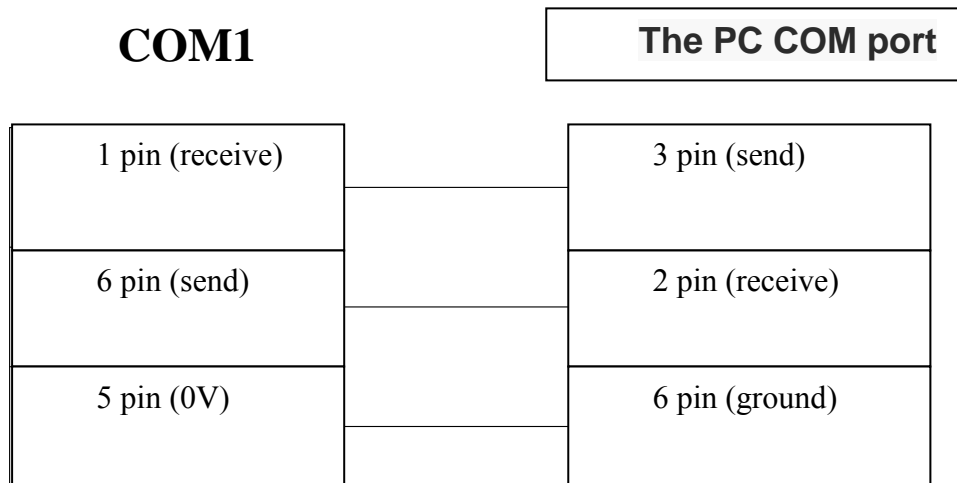 COM1
The PC COM port
1 pin (receive)
3 pin (send)
6 pin (send)
2 pin (receive)
5 pin (0V)
6 pin (ground)